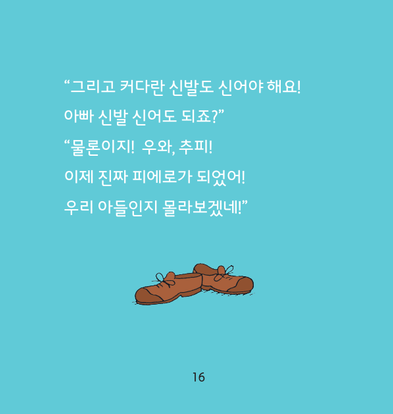 “그리고 커다란 신발도 신어야 해요!
아빠 신발 신어도 되죠?”
“물론이지! 우와, 추피!
이제 진짜 피에로가 되었어!
우리 아들인지 몰라보겠네!”
16